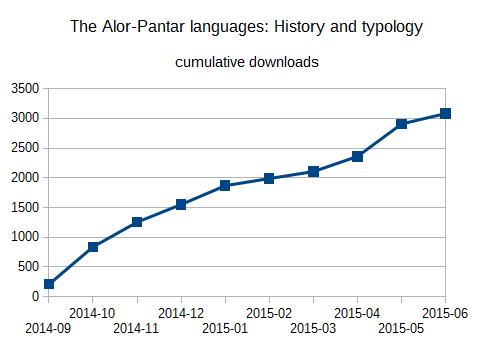 The Alor-Pantar languages: History and typology
cumulative downloads
3500
3000
2500
2000
1500
1000
500
0
2014-10 2014-12 2015-02 2015-04 2015-06
2014-09 2014-11 2015-01 2015-03 2015-05